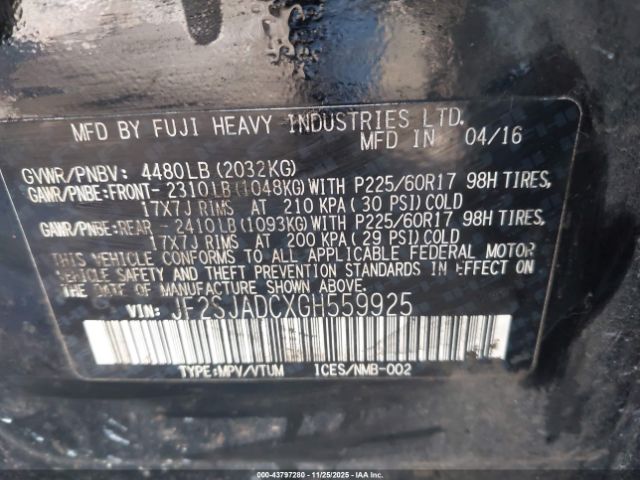 MFD BY FUJI HEAVY INDUSTRIES LTD.
MFD IN 04/16
GVWR/PNBV: 4480LB (2032KG)
GAWR/PNBE:FRONT- 2310LB (1048KG) WITH P225/60R17 98H TIRES,
17X7J RIMS AT 210 KPA ( 30 PSI) COLD
GAWR/PNBE:REAR - 2410LB (1093KG) WITH P225/60R17 98H TIRES,
17X7J RIMS AT 200 KPA ( 29 PSI) COLD
THIS VEHICLE CONFORMS TO ALL APPLICABLE FEDERAL MOTOR
VEHICLE SAFETY AND THEFT PREVENTION STANDARDS IN EFFECT ON
DATE OF MANUFACTURE SHOWN ABOVE.
VIN: JF2SJADCXGH559925
TYPE:MPV/VTUM ICES/NMB-002
000-43797280 - 11/25/2025 - IAAI.COM